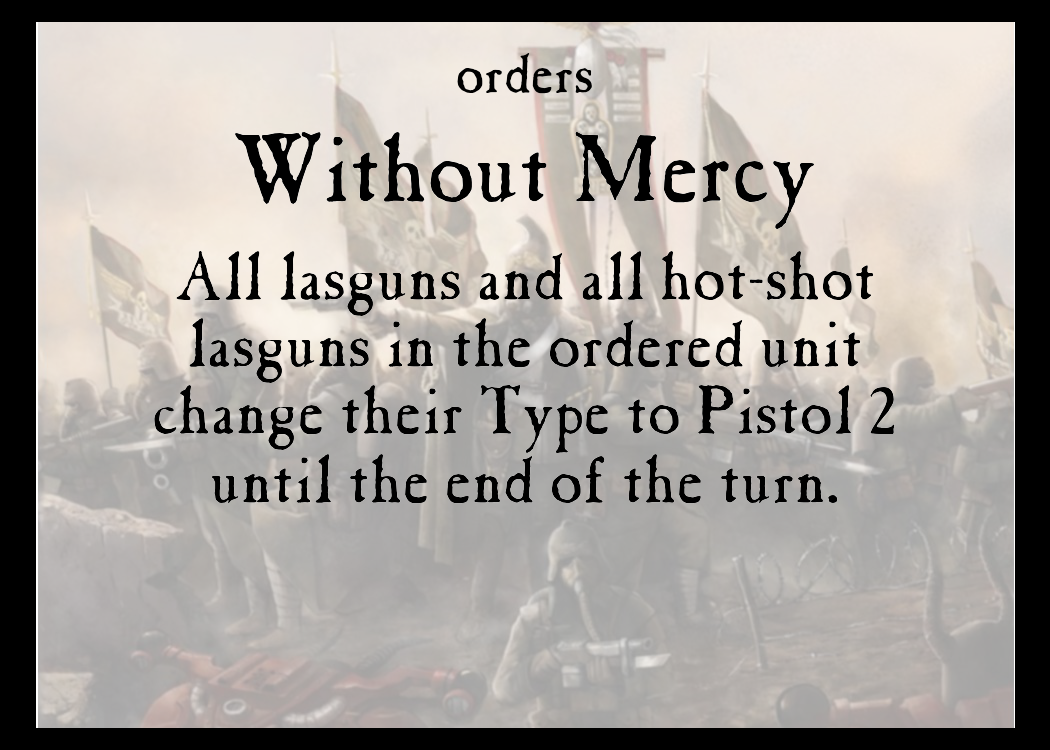 orders
Without Mercy
All lasguns and all hot-shot
lasguns in the ordered unit
change their Type to Pistol 2
until the end of the turn.